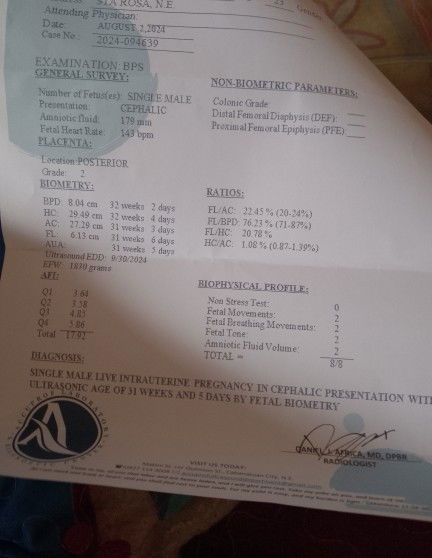 STA ROSA, N.E
Attending Physician:
Date: AUGUST 2,2024
Case No.: 2024-094639
EXAMINATION: BPS
GENERAL SURVEY:
Number of Fetus(es): SINGLE MALE
Presentation: CEPHALIC
Amniotic fluid: 179 mm
Fetal Heart Rate: 143 bpm
PLACENTA:
Location:POSTERIOR
Grade: 2
BIOMETRY:
BPD: 8.04 cm 32 weeks 2 days
HC: 29.49 cm 32 weeks 4 days
AC: 27.29 cm 31 weeks 3 days
FL: 6.13 cm 31 weeks 6 days
AUA: 31 weeks 5 days
Ultrasound EDD: 9/30/2024
EFW: 1830 grams
AFI:
Q1 3.64
Q2 3.58
Q3 4.85
Q4 5.86
Total 17.92
NON-BIOMETRIC PARAMETERS:
Colonic Grade
Distal Femoral Diaphysis (DEF):
Proximal Femoral Epiphysis (PFE)
RATIOS:
FL/AC: 22.45 % (20-24%)
FL/BPD: 76.23 % (71-87%)
FL/HC: 20.78 %
HC/AC: 1.08 % (0.87-1.39%)
BIOPHYSICAL PROFILE:
Non Stress Test: 0
Fetal Movements: 2
Fetal Breathing Movements: 2
Fetal Tone: 2
Amniotic Fluid Volume: 2
TOTAL = 8/8
DIAGNOSIS:
SINGLE MALE LIVE INTRAUTERINE PREGNANCY IN CEPHALIC PRESENTATION WITH
ULTRASONIC AGE OF 31 WEEKS AND 5 DAYS BY FETAL BIOMETRY
AFRICA, MD, DPBR
RADIOLOGIST
VISIT US TODAY: